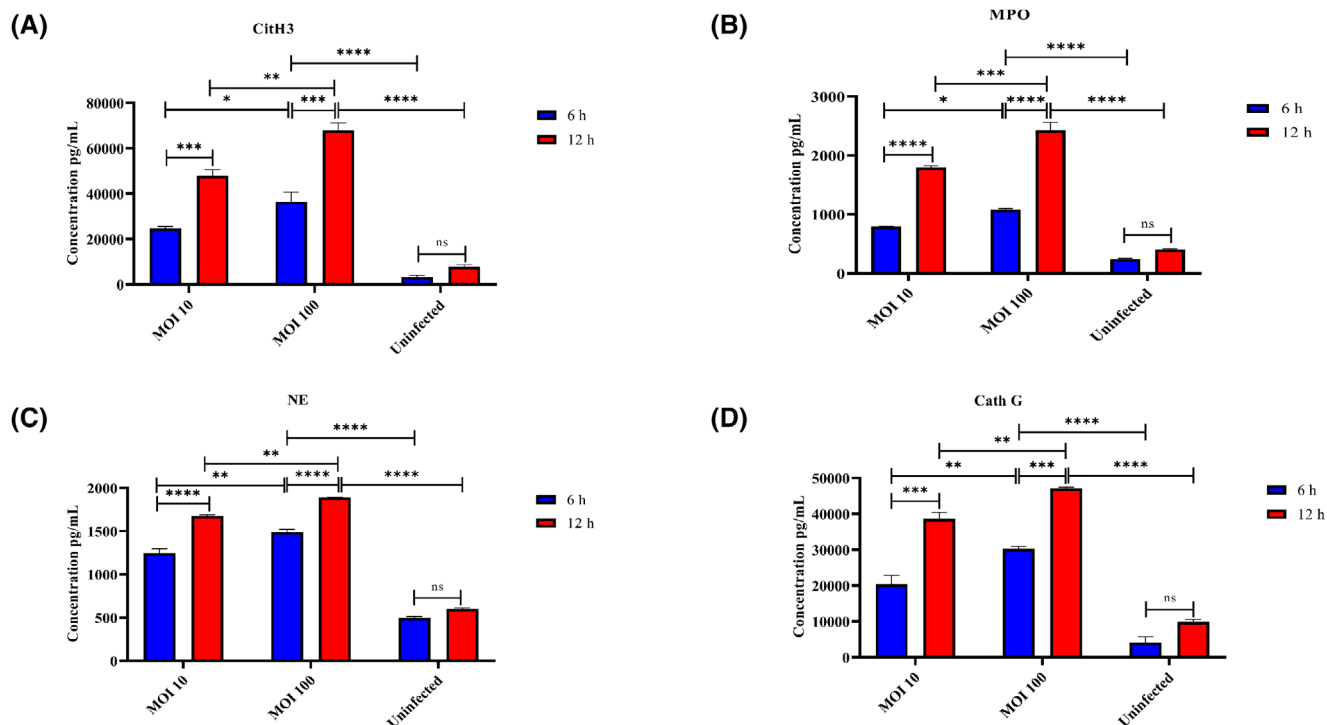 (A)
CitH3
****
**
*
***
****
***
ns
80000
60000
40000
20000
0
Concentration pg/mL
MOI 10
MOI 100
Uninfected
6 h
12 h
(B)
MPO
****
***
*
****
****
****
ns
3000
2000
1000
0
Concentration pg/mL
MOI 10
MOI 100
Uninfected
6 h
12 h
(C)
NE
****
**
**
****
****
****
ns
2000
1500
1000
500
0
Concentration pg/mL
MOI 10
MOI 100
Uninfected
6 h
12 h
(D)
Cath G
****
**
**
***
****
***
ns
50000
40000
30000
20000
10000
0
Concentration pg/mL
MOI 10
MOI 100
Uninfected
6 h
12 h